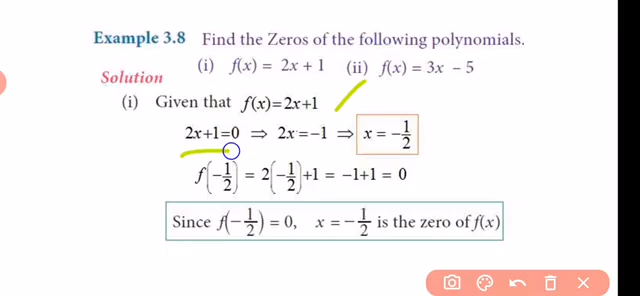 Example 3.8 Find the Zeros of the following polynomials.
(i) f(x) = 2x + 1 (ii) f(x) = 3x − 5
Solution
(i) Given that f(x)=2x+1
2x+1=0 ⇒ 2x=−1 ⇒ x = −1/2
f(−1/2) = 2(−1/2)+1 = −1+1 = 0
Since f(−1/2) = 0, x = −1/2 is the zero of f(x)